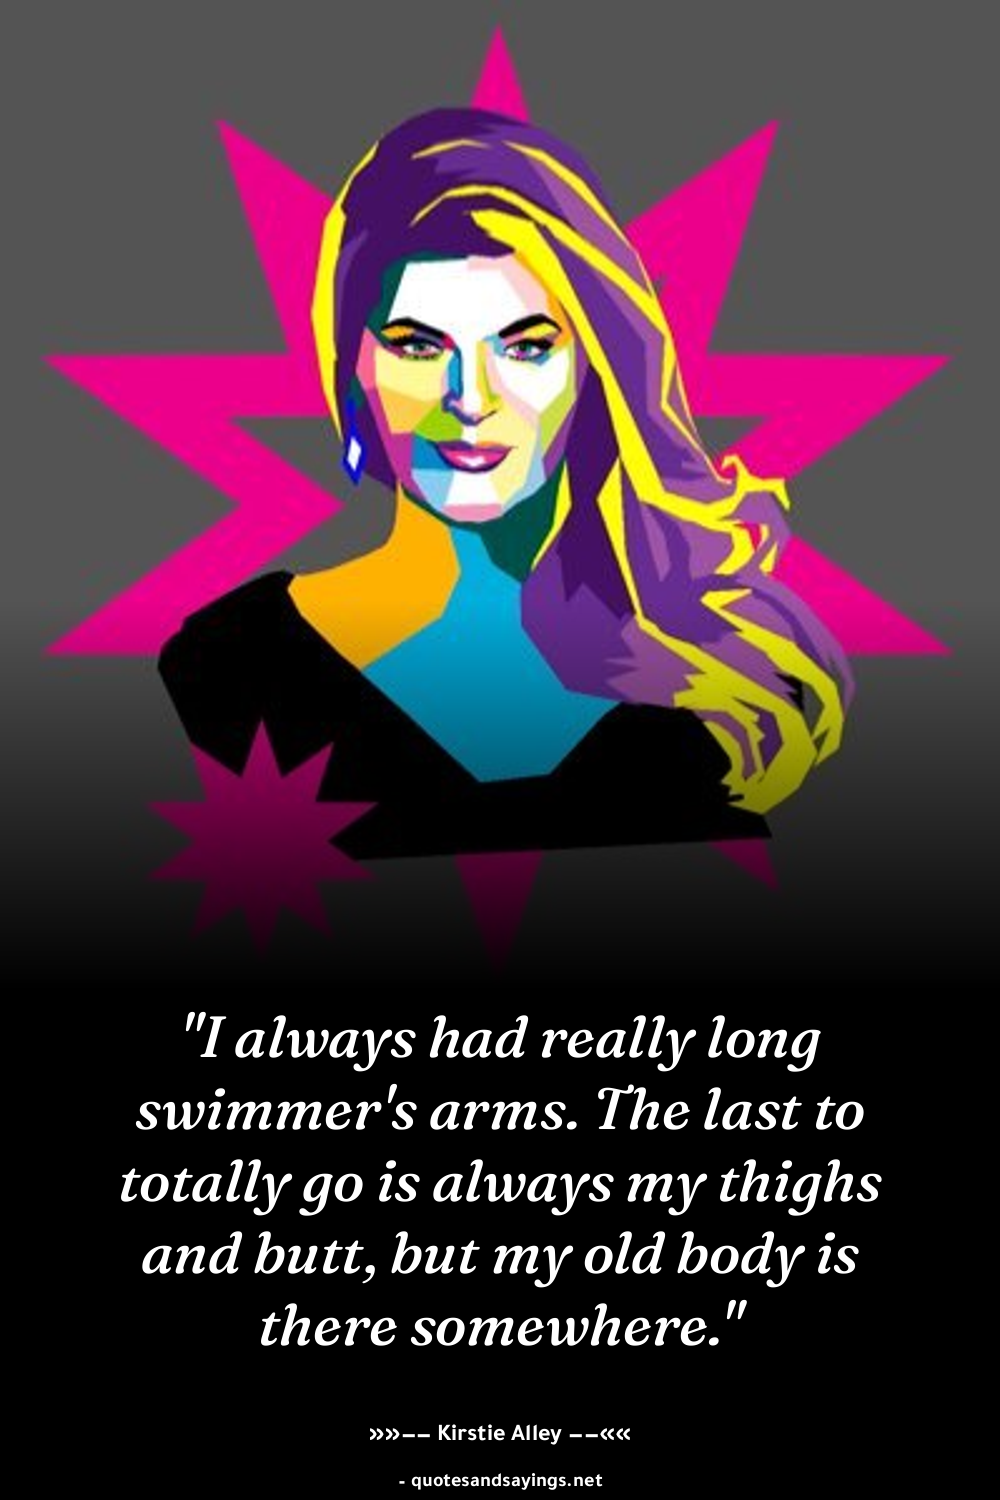 "I always had really long
swimmer's arms. The last to
totally go is always my thighs
and butt, but my old body is
there somewhere."
»»–– Kirstie Alley ––««
- quotesandsayings.net